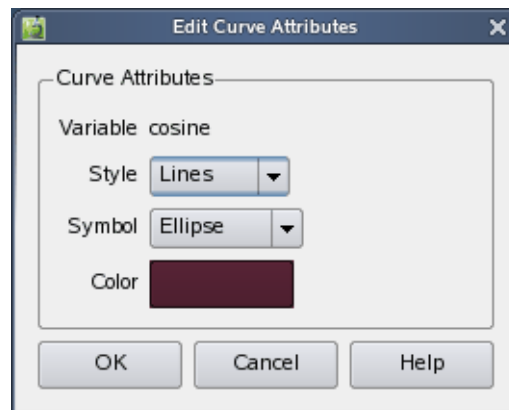 Edit Curve Attributes
Curve Attributes
Variable cosine
Style Lines
Symbol Ellipse
Color
OK Cancel Help